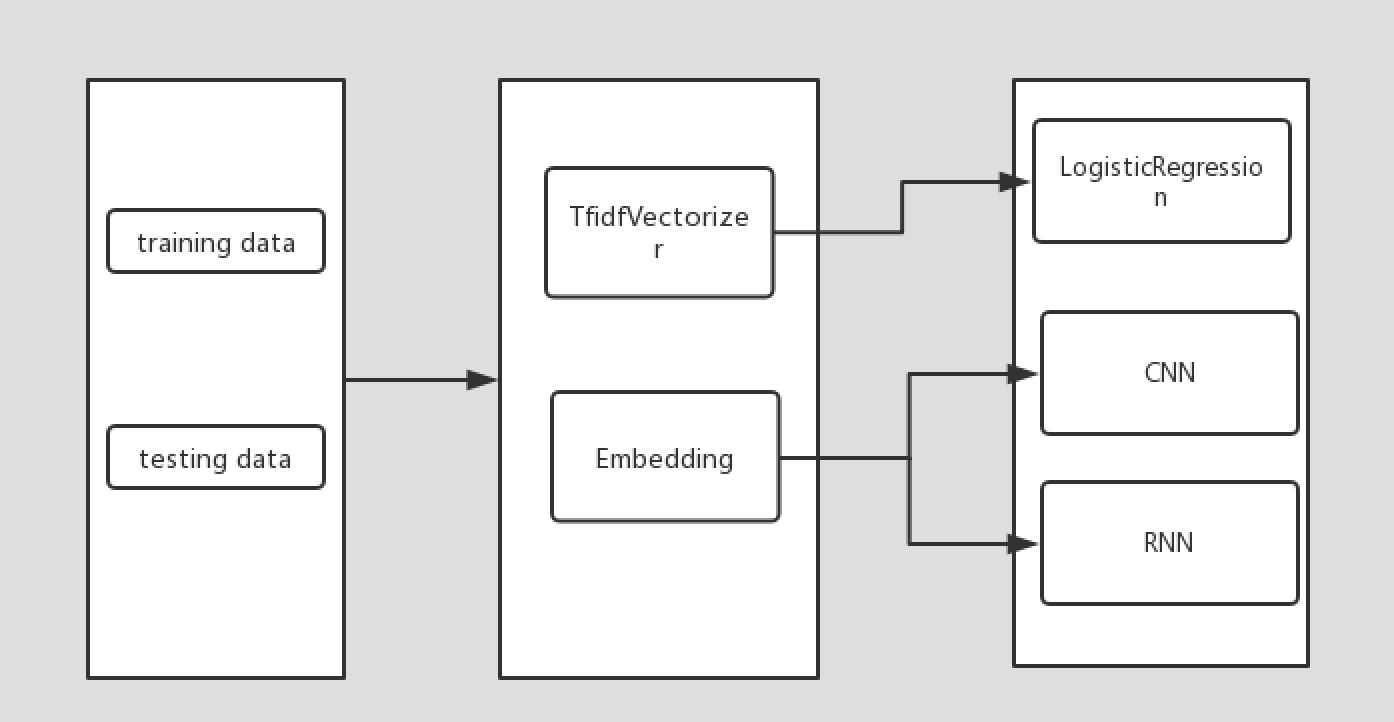 training data
testing data
TfidfVectorize
r
Embedding
LogisticRegressio
n
CNN
RNN